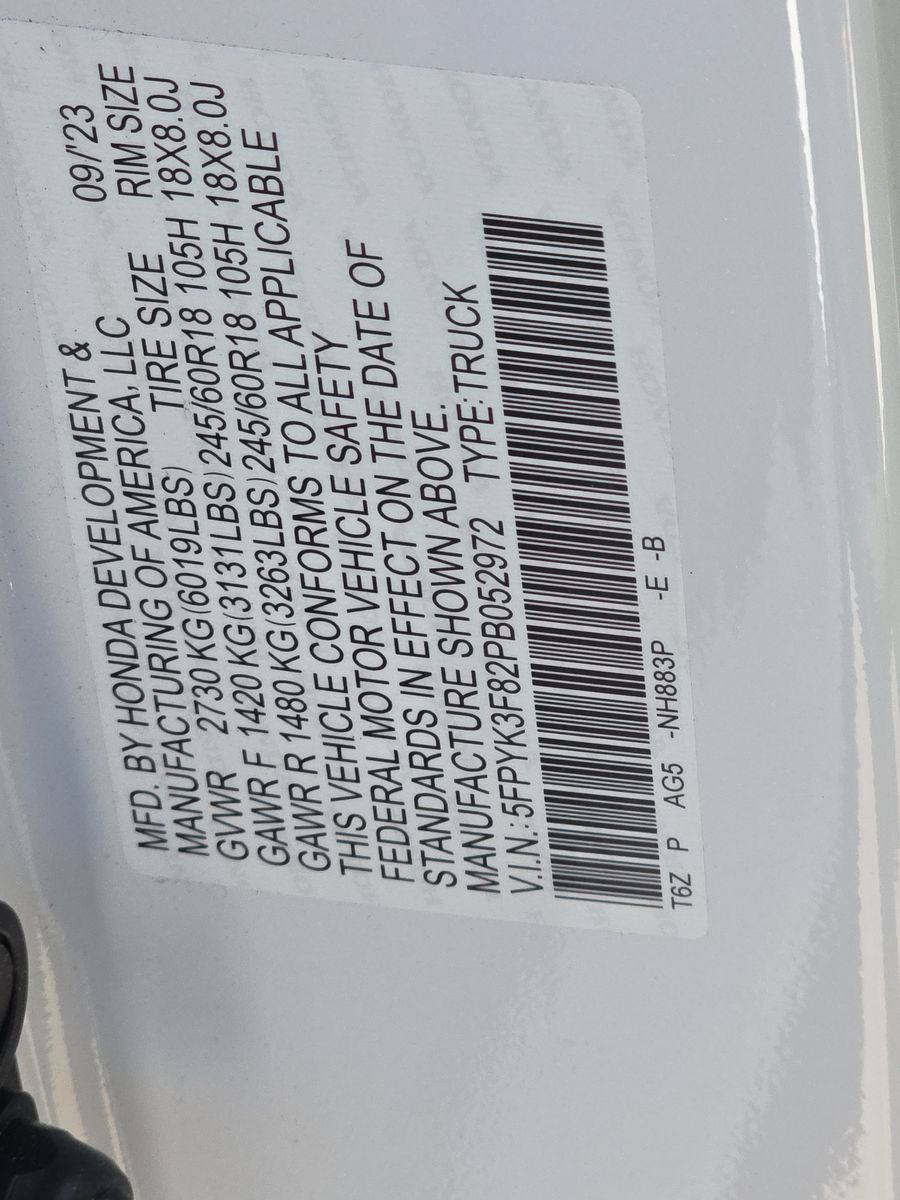 MFD. BY HONDA DEVELOPMENT & 09/'23
MANUFACTURING OF AMERICA, LLC
GVWR 2730 KG(6019LBS) TIRE SIZE RIM SIZE
GAWR F 1420 KG(3131LBS) 245/60R18 105H 18X8.0J
GAWR R 1480 KG(3263LBS) 245/60R18 105H 18X8.0J
THIS VEHICLE CONFORMS TO ALL APPLICABLE
FEDERAL MOTOR VEHICLE SAFETY
STANDARDS IN EFFECT ON THE DATE OF
MANUFACTURE SHOWN ABOVE.
V.I.N.: 5FPYK3F82PB052972 TYPE: TRUCK
T6Z P AG5 -NH883P -E -B